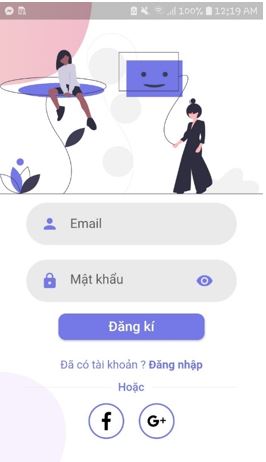 100% 12:19 AM
Email
Mật khẩu
Đăng kí
Đã có tài khoản ? Đăng nhập
Hoặc
f G+